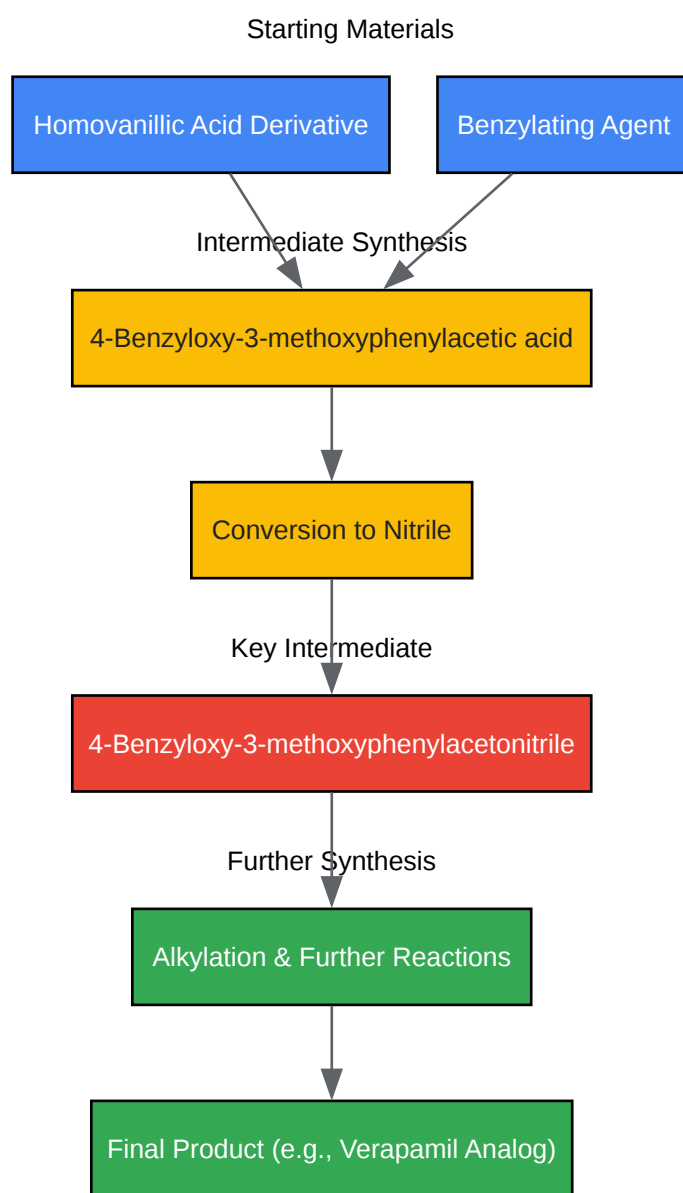 Starting Materials
Homovanillic Acid Derivative
Benzylating Agent
Intermediate Synthesis
4-Benzyloxy-3-methoxyphenylacetic acid
Conversion to Nitrile
Key Intermediate
4-Benzyloxy-3-methoxyphenylacetonitrile
Further Synthesis
Alkylation & Further Reactions
Final Product (e.g., Verapamil Analog)